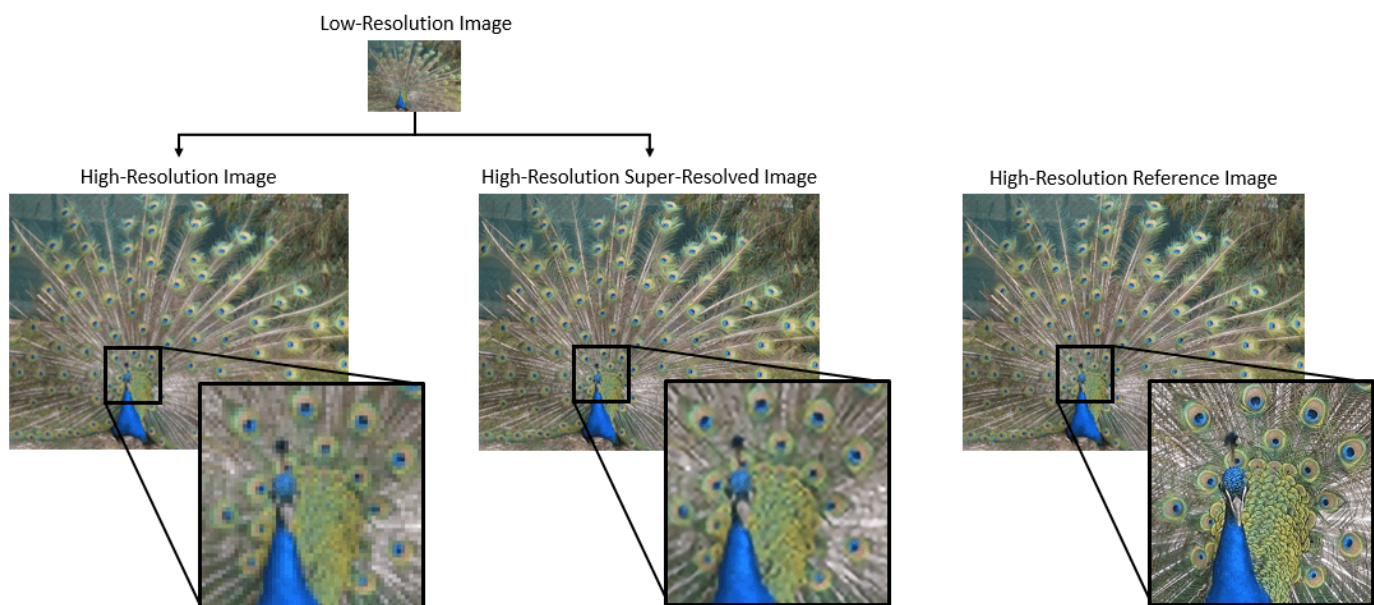 Low-Resolution Image
High-Resolution Image
High-Resolution Super-Resolved Image
High-Resolution Reference Image